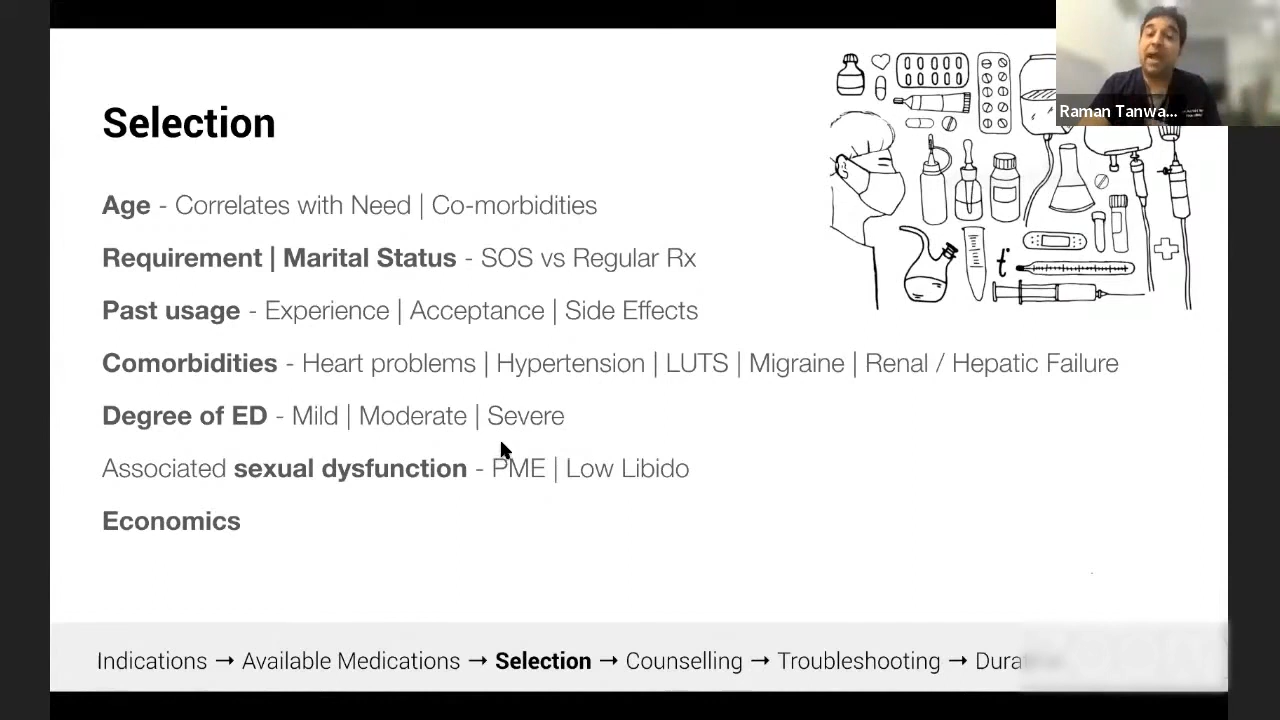 Raman Tanwa...
Selection
Age - Correlates with Need | Co-morbidities
Requirement | Marital Status - SOS vs Regular Rx
Past usage - Experience | Acceptance | Side Effects
Comorbidities - Heart problems | Hypertension | LUTS | Migraine | Renal / Hepatic Failure
Degree of ED - Mild | Moderate | Severe
Associated sexual dysfunction - PME | Low Libido
Economics
Indications → Available Medications → Selection → Counselling → Troubleshooting →